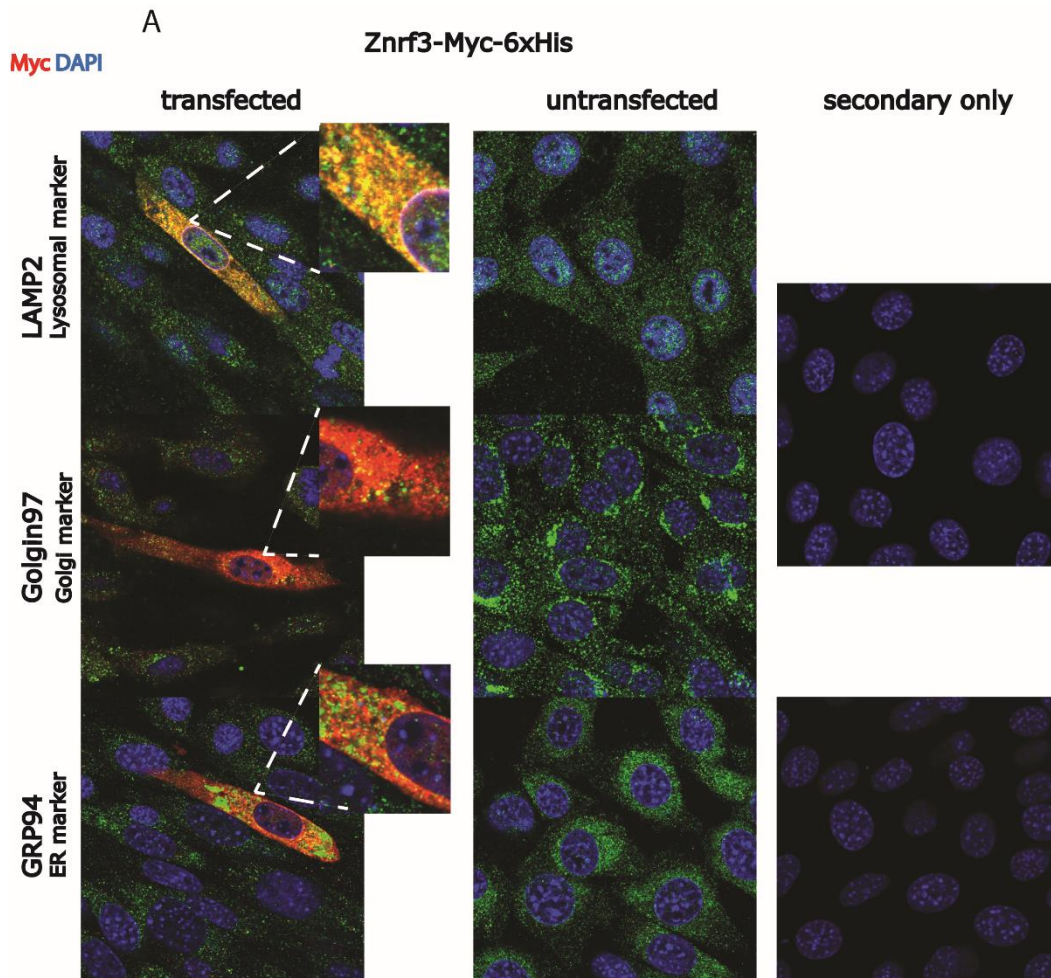 A
Znrf3-Myc-6xHis
Myc DAPI
transfected
untransfected
secondary only
LAMP2
Lysosomal marker
Golgin97
Golgi marker
GRP94
ER marker